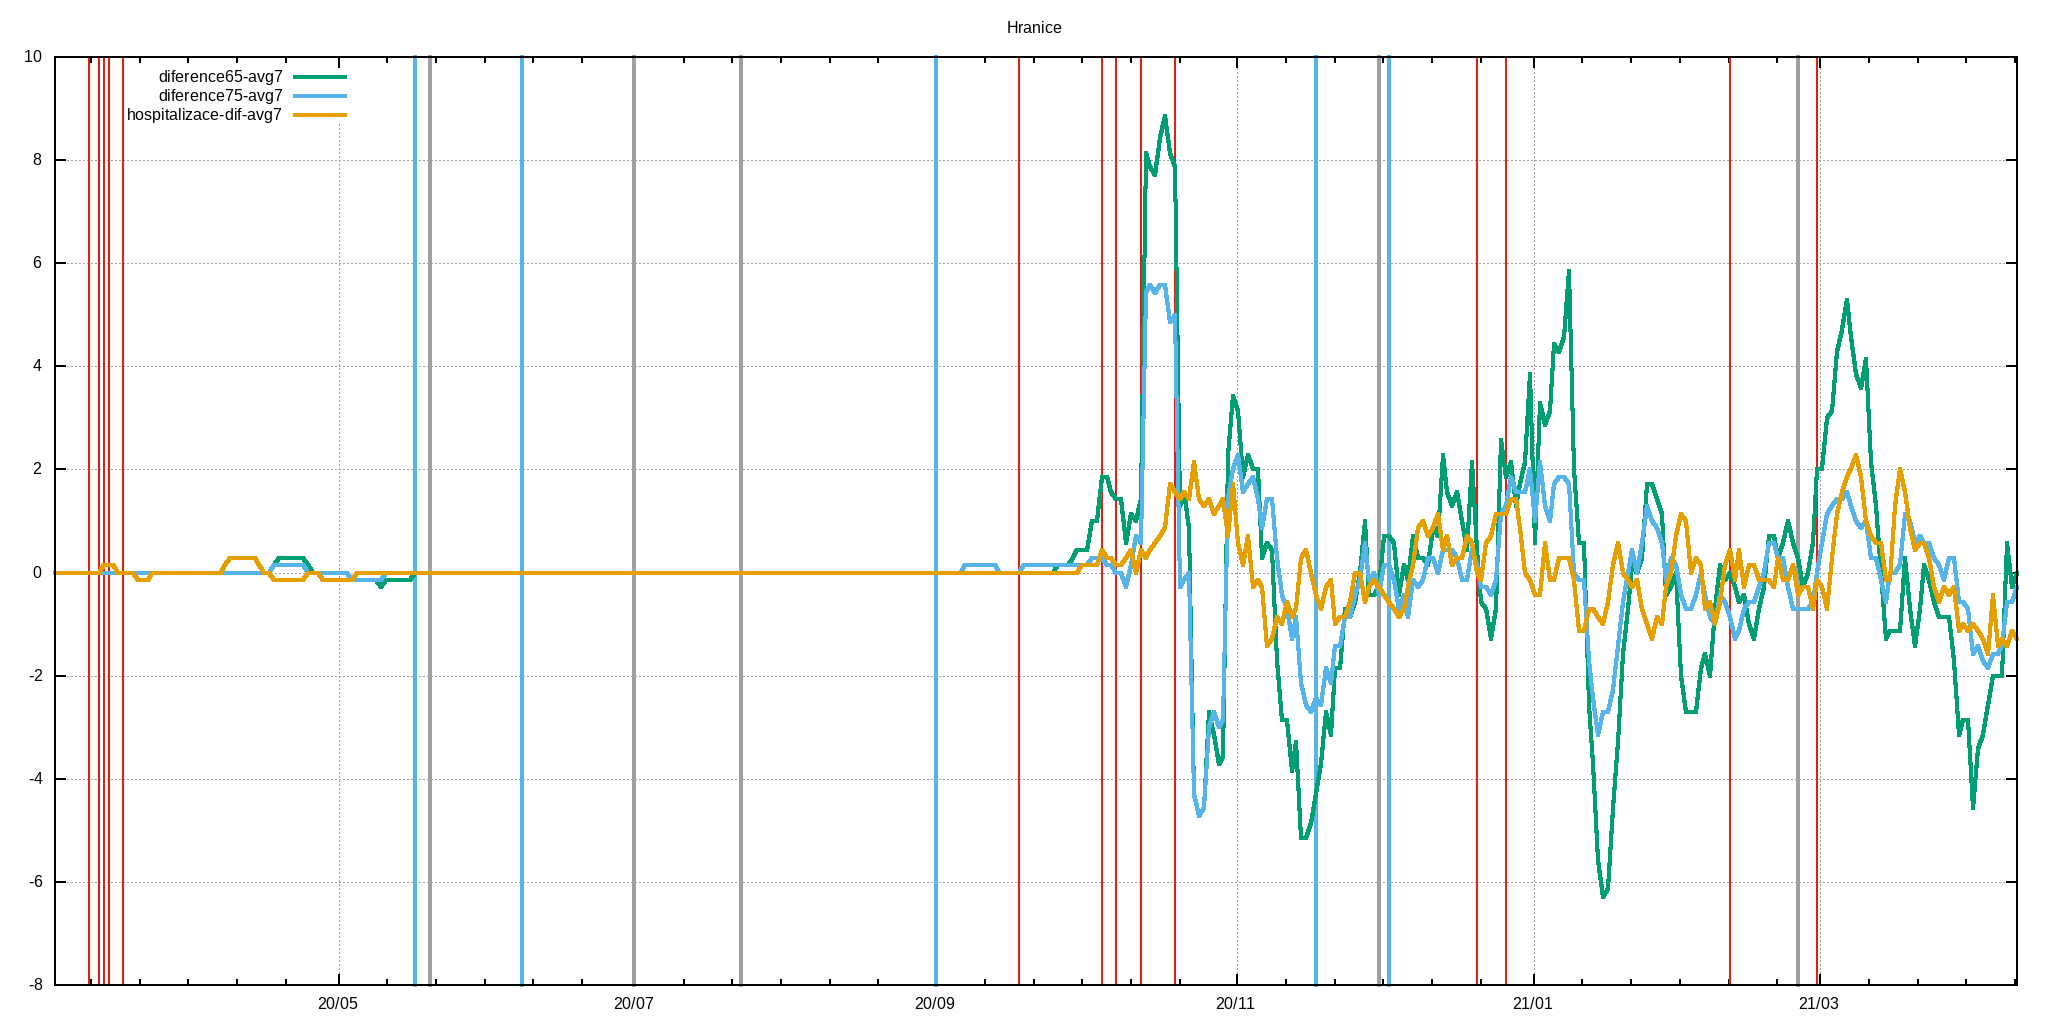 Hranice
10
diference65-avg7
diference75-avg7
hospitalizace-dif-avg7
8
6
4
2
0
-2
-4
-6
-8
20/05 20/07 20/09 20/11 21/01 21/03